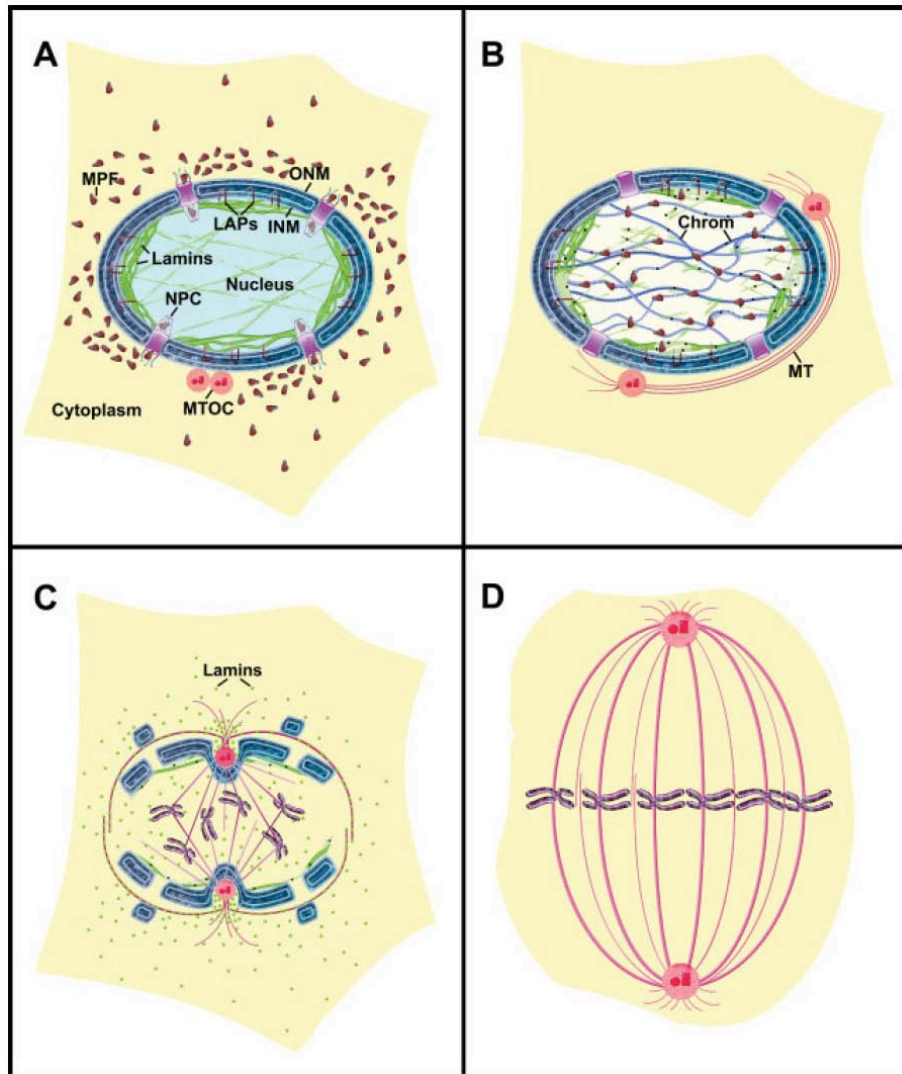 A
MPF
ONM
LAPs
INM
Lamins
Nucleus
NPC
Cytoplasm
MTOC
B
Chrom
MT
C
Lamins
D